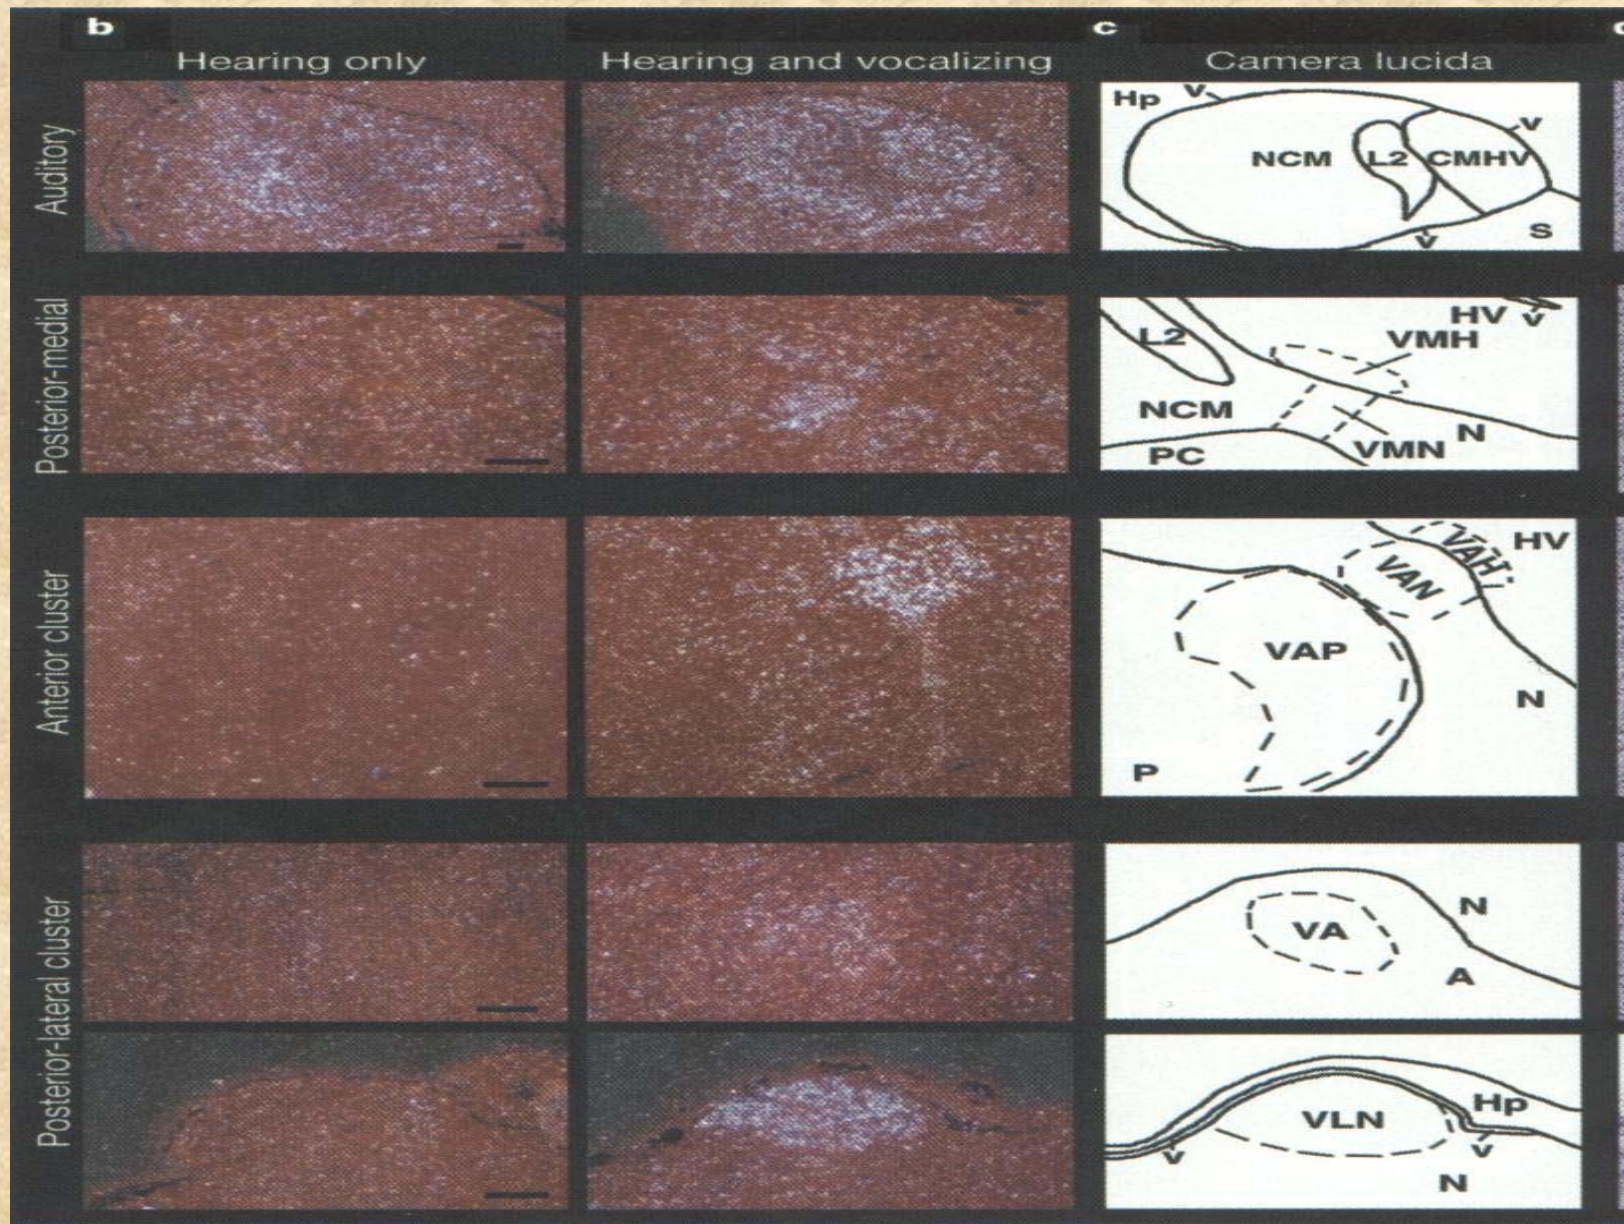 b
c
Hearing only
Hearing and vocalizing
Camera lucida
Auditory
Hp
v
NCM
L2
CMHV
v
v
S
Posterior-medial
L2
HV
v
VMH
NCM
N
VMN
PC
Anterior cluster
HV
VAH
VAN
VAP
N
P
Posterior-lateral cluster
N
VA
A
VLN
Hp
v
v
N